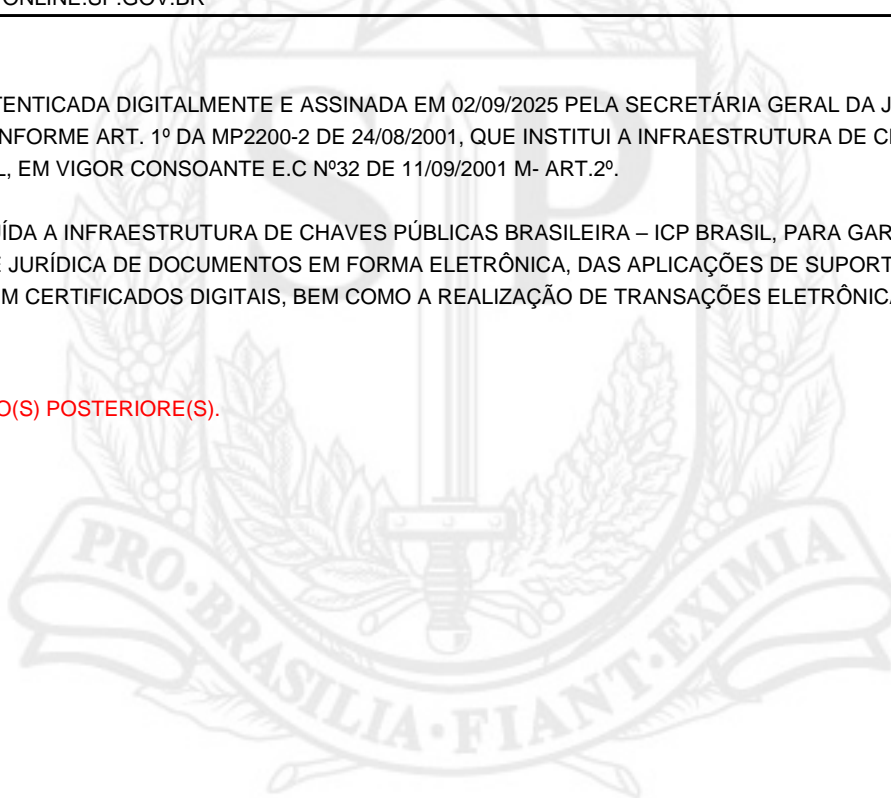 ONLINE.SP.GOV.BR
TENTICADA DIGITALMENTE E ASSINADA EM 02/09/2025 PELA SECRETÁRIA GERAL DA J
NFORME ART. 1º DA MP2200-2 DE 24/08/2001, QUE INSTITUI A INFRAESTRUTURA DE C
L, EM VIGOR CONSOANTE E.C Nº32 DE 11/09/2001 M- ART.2º.
ÍDA A INFRAESTRUTURA DE CHAVES PÚBLICAS BRASILEIRA – ICP BRASIL, PARA GAR
E JURÍDICA DE DOCUMENTOS EM FORMA ELETRÔNICA, DAS APLICAÇÕES DE SUPORT
M CERTIFICADOS DIGITAIS, BEM COMO A REALIZAÇÃO DE TRANSAÇÕES ELETRÔNICA
O(S) POSTERIORE(S).
SP
PRO·BRASILIA·FIANT·EXIMIA